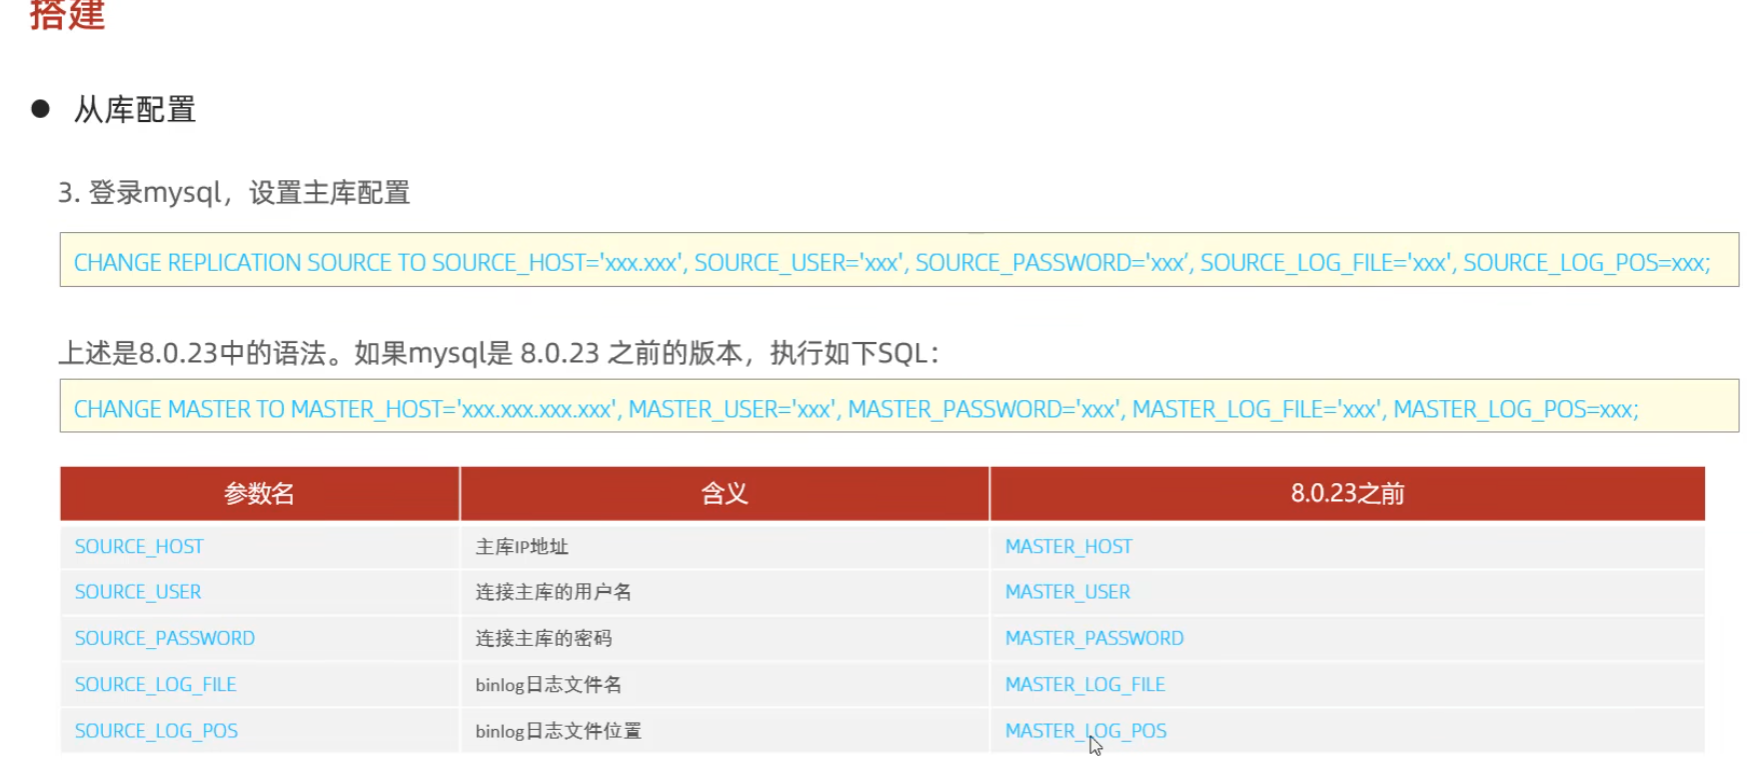 搭建
● 从库配置
3. 登录mysql，设置主库配置
CHANGE REPLICATION SOURCE TO SOURCE_HOST='xxx.xxx', SOURCE_USER='xxx', SOURCE_PASSWORD='xxx’, SOURCE_LOG_FILE='xxx', SOURCE_LOG_POS=xxx;
上述是8.0.23中的语法。如果mysql是 8.0.23 之前的版本，执行如下SQL：
CHANGE MASTER TO MASTER_HOST='xxx.xxx.xxx.xxx', MASTER_USER='xxx', MASTER_PASSWORD='xxx', MASTER_LOG_FILE='xxx', MASTER_LOG_POS=xxx;
参数名 含义 8.0.23之前
SOURCE_HOST 主库IP地址 MASTER_HOST
SOURCE_USER 连接主库的用户名 MASTER_USER
SOURCE_PASSWORD 连接主库的密码 MASTER_PASSWORD
SOURCE_LOG_FILE binlog日志文件名 MASTER_LOG_FILE
SOURCE_LOG_POS binlog日志文件位置 MASTER_LOG_POS